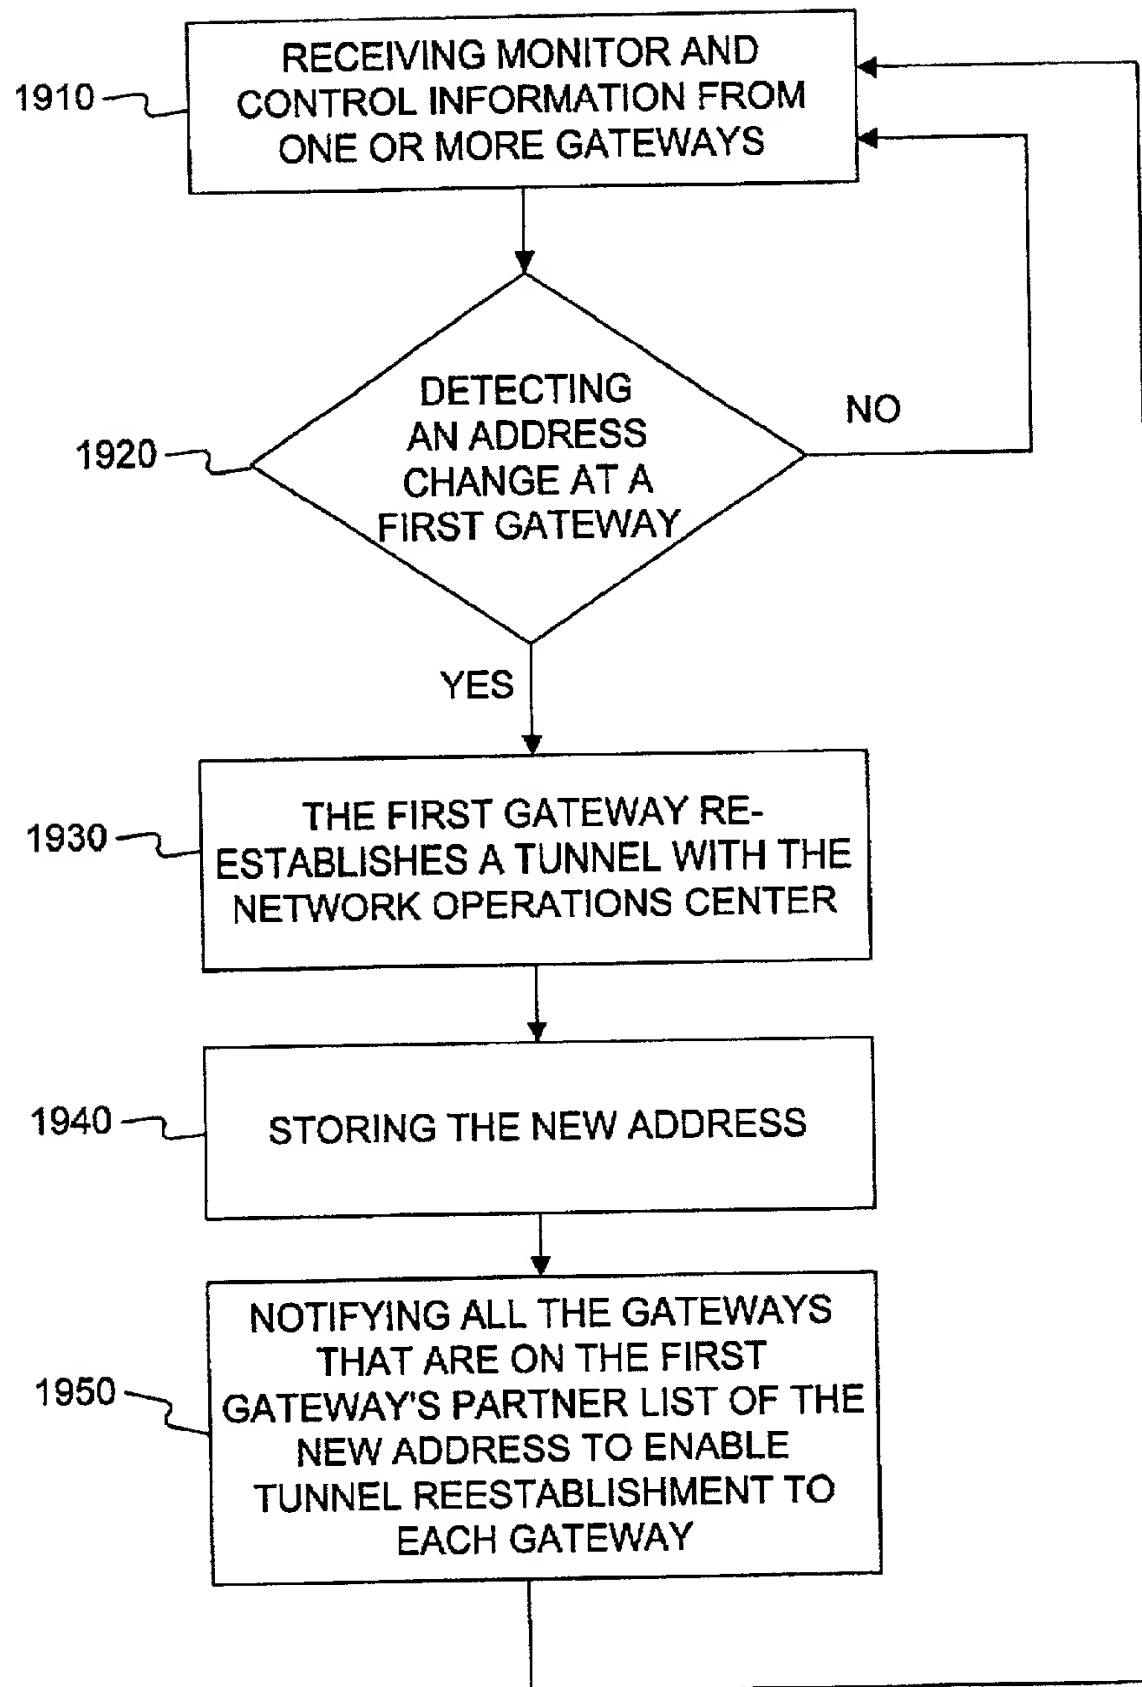 RECEIVING MONITOR AND
1910
CONTROL INFORMATION FROM
ONE OR MORE GATEWAYS
DETECTING
AN ADDRESS
NO
1920
CHANGE AT A
FIRST GATEWAY
YES
THE FIRST GATEWAY RE-
1930
ESTABLISHES A TUNNEL WITH THE
NETWORK OPERATIONS CENTER
1940
STORING THE NEW ADDRESS
NOTIFYING ALL THE GATEWAYS
THAT ARE ON THE FIRST
1950
GATEWAY'S PARTNER LIST OF THE
NEW ADDRESS TO ENABLE
TUNNEL REESTABLISHMENT TO
EACH GATEWAY